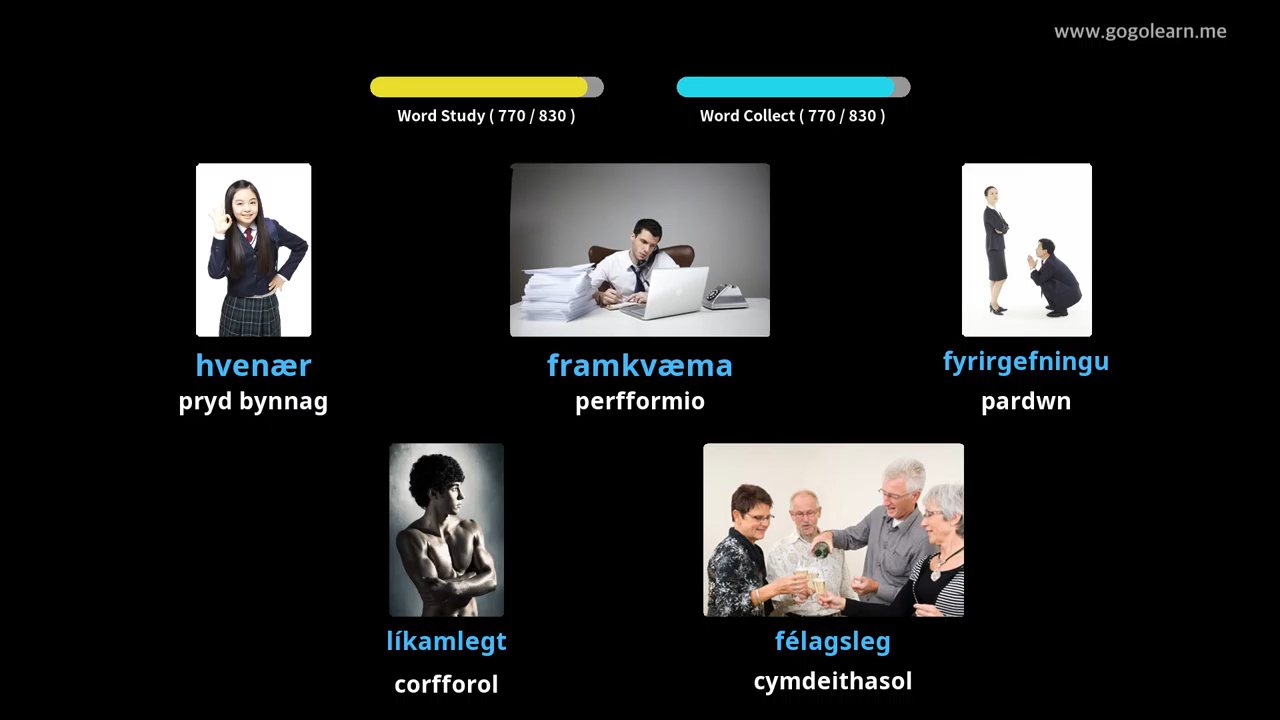 www.gogolearn.me
Word Study ( 770 / 830 )
Word Collect ( 770 / 830 )
hvenær
pryd bynnag
framkvæma
perfformio
fyrirgefningu
pardwn
líkamlegt
corfforol
félagsleg
cymdeithasol